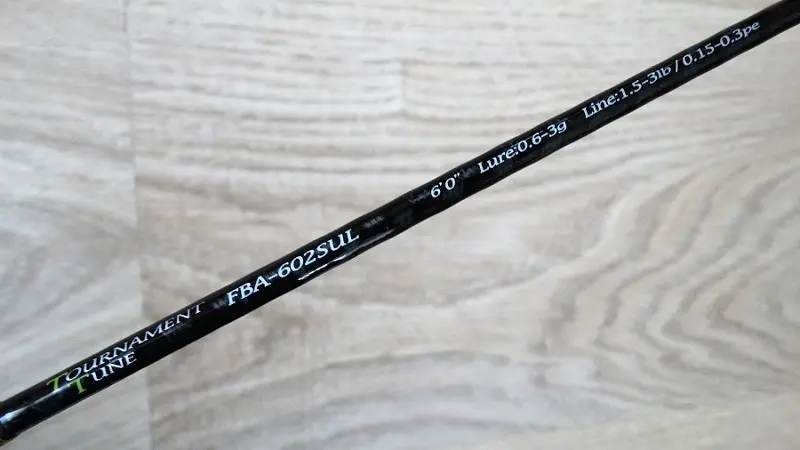 TOURNAMENT
TUNE
FBA-602SUL 6'0" Lure:0.6-3g Line:1.5-3lb / 0.15-0.3pe